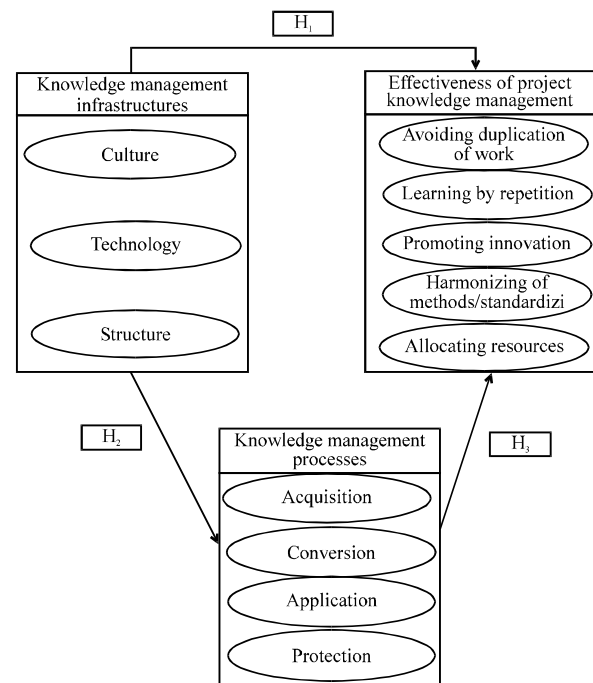 H1
Knowledge management
infrastructures
Culture
Technology
Structure
Effectiveness of project
knowledge management
Avoiding duplication
of work
Learning by repetition
Promoting innovation
Harmonizing of
methods/standardizi
Allocating resources
H2
H3
Knowledge management
processes
Acquisition
Conversion
Application
Protection